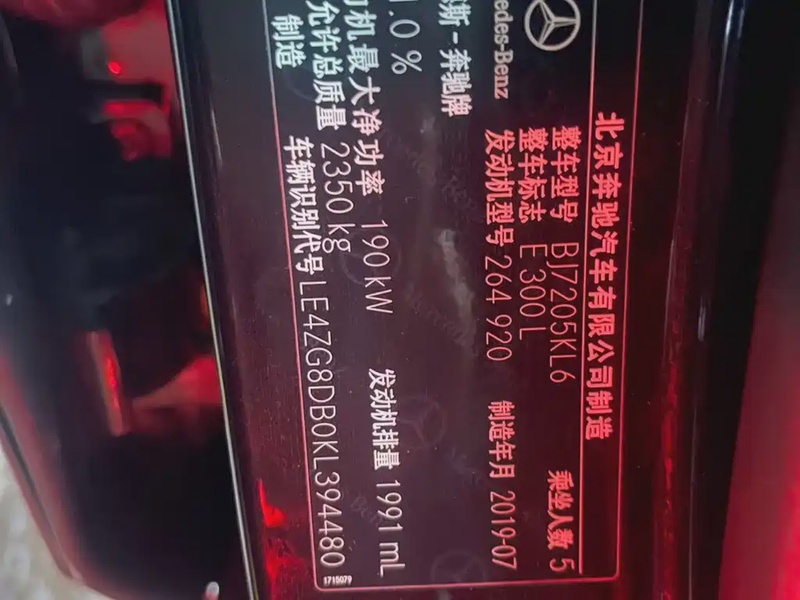 北京奔驰汽车有限公司制造
整车型号 BJ7205KL6 乘坐人数 5
整车标志 E 300 L
Mercedes-Benz 发动机型号 264 920 制造年月 2019-07
斯-奔驰牌
.0 %
机最大净功率 190 kW 发动机排量 1991 mL
允许总质量 2350 kg
制造 车辆识别代号 LE4ZG8DB0KL394480
1715079